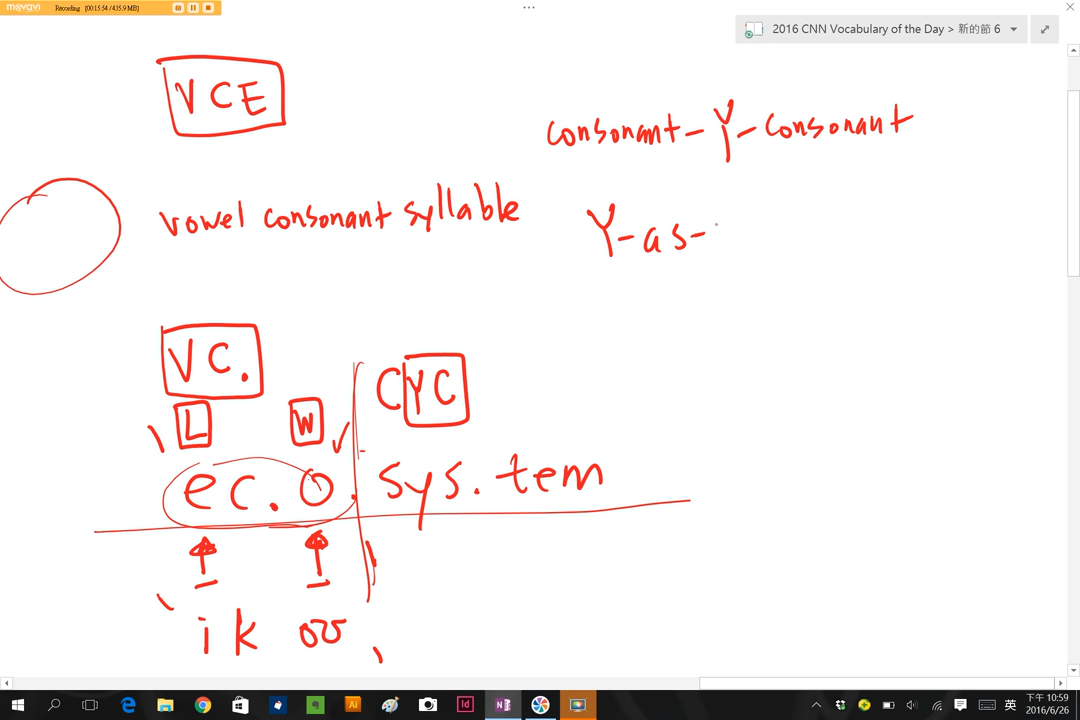 movavi Recording [00:15:54 / 435.9 MB]
2016 CNN Vocabulary of the Day > 新的節 6
VCE
consonant-Y-consonant
vowel consonant syllable
Y-as-
VC. CYC
L W
ec.o.sys.tem
ik oʊ
英
下午 10:59
2016/6/26